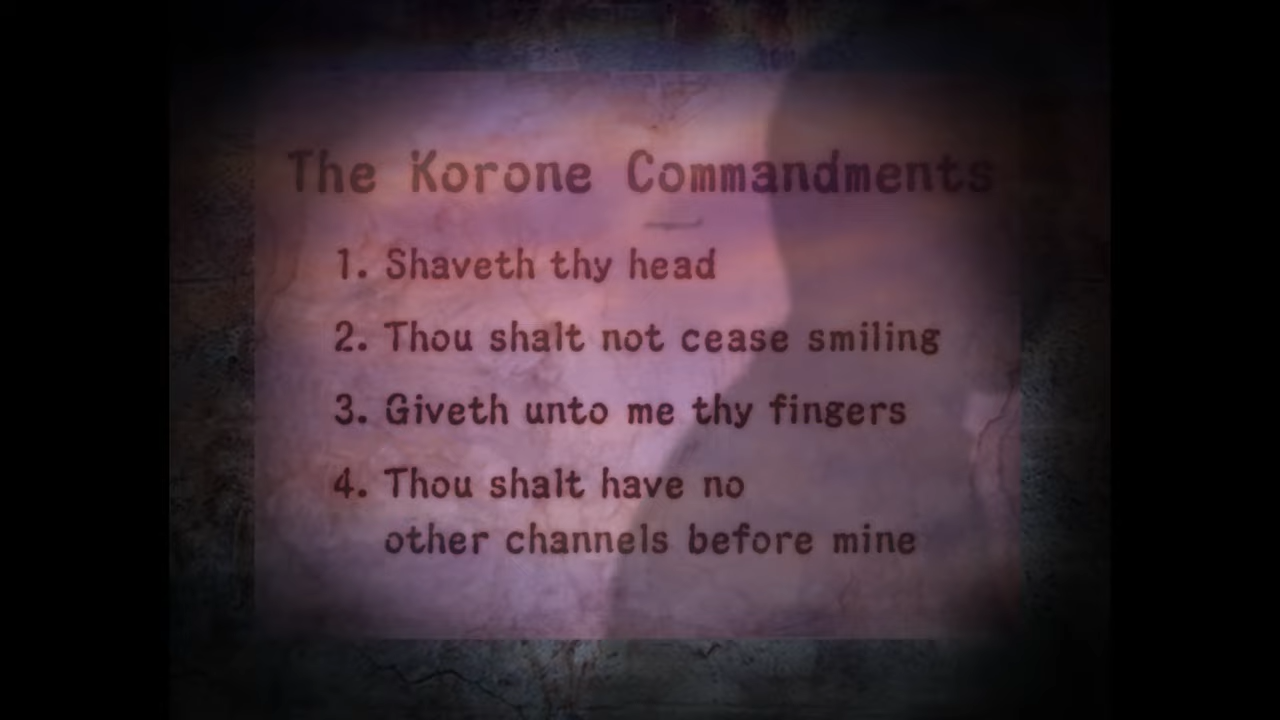 The Korone Commandments
1. Shaveth thy head
2. Thou shalt not cease smiling
3. Giveth unto me thy fingers
4. Thou shalt have no
other channels before mine